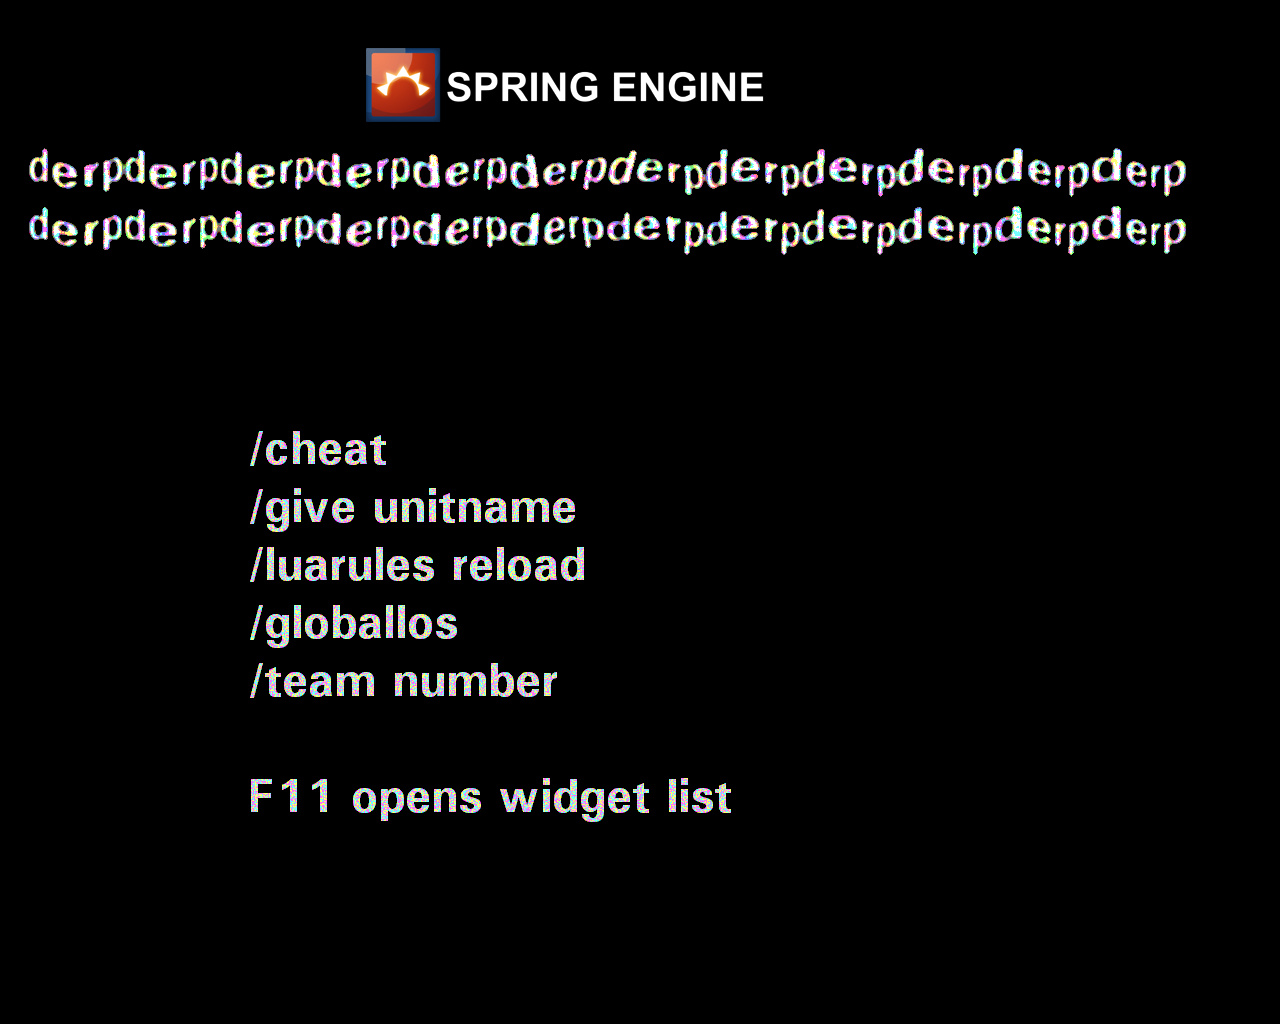 SPRING ENGINE
derpderpderpderpderpderpderpderpderpderpderpderp
derpderpderpderpderpderpderpderpderpderpderpderp
/cheat
/give unitname
/luarules reload
/globallos
/team number
F11 opens widget list